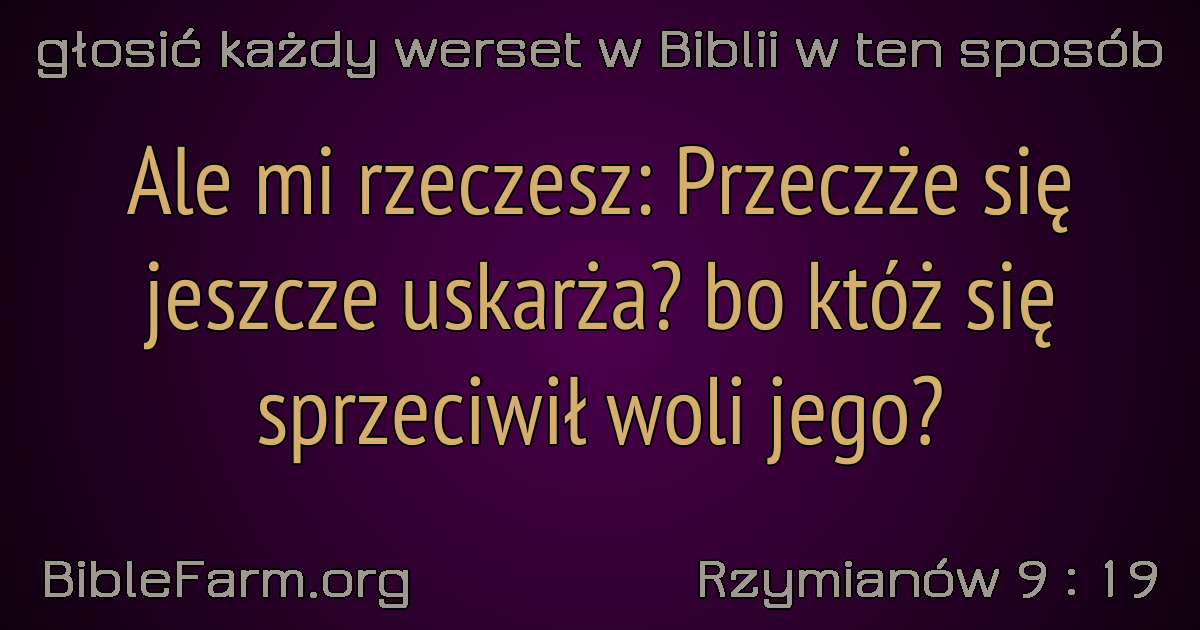 głosić każdy werset w Biblii w ten sposób
Ale mi rzeczesz: Przeczże się
jeszcze uskarża? bo któż się
sprzeciwił woli jego?
BibleFarm.org
Rzymianów 9 : 19